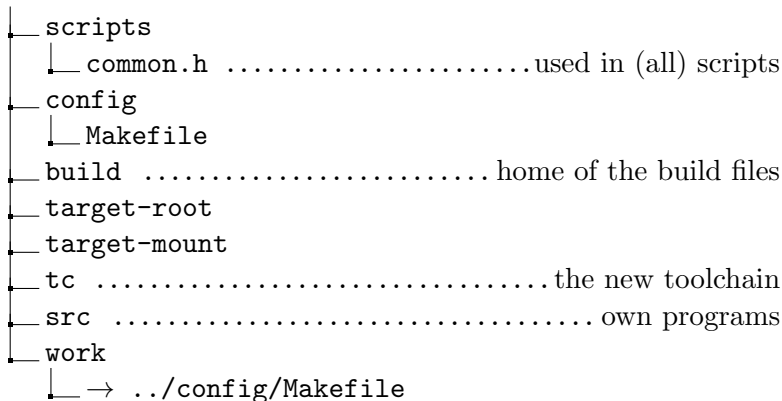 scripts
common.h ........................ used in (all) scripts
config
Makefile
build ........................... home of the build files
target-root
target-mount
tc ................................... the new toolchain
src ..................................... own programs
work
→ ../config/Makefile